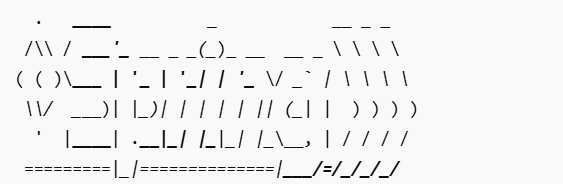 .   ____          _            __ _ _
 /\\ / ___'_ __ _ _(_)_ __  __ _ \ \ \ \
( ( )\___ | '_ | '_| | '_ \/ _` | \ \ \ \
 \\/  ___)| |_)| | | | | || (_| |  ) ) ) )
  '  |____| .__|_| |_|_| |_\__, | / / / /
 =========|_|==============|___/=/_/_/_/